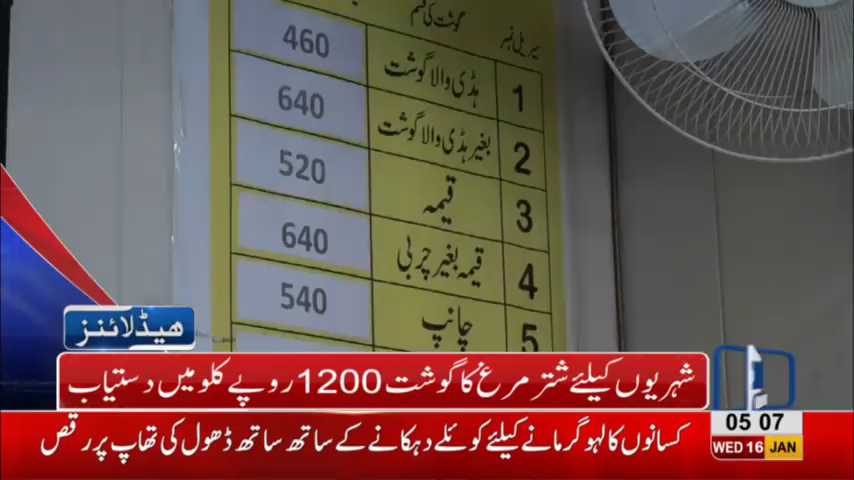 گوشت کی قسم سیریل نمبر
1 ہڈی والا گوشت 460
2 بغیر ہڈی والا گوشت 640
3 قیمہ 520
4 قیمہ بغیر چربی 640
5 چانپ 540
ہیڈلائنز
شہریوں کیلئے شتر مرغ کا گوشت 1200 روپے کلو میں دستیاب
کسانوں کا لہو گرمانے کیلئے کوئلے دہکانے کے ساتھ ساتھ ڈھول کی تھاپ پر رقص
05 07
WED 16 JAN